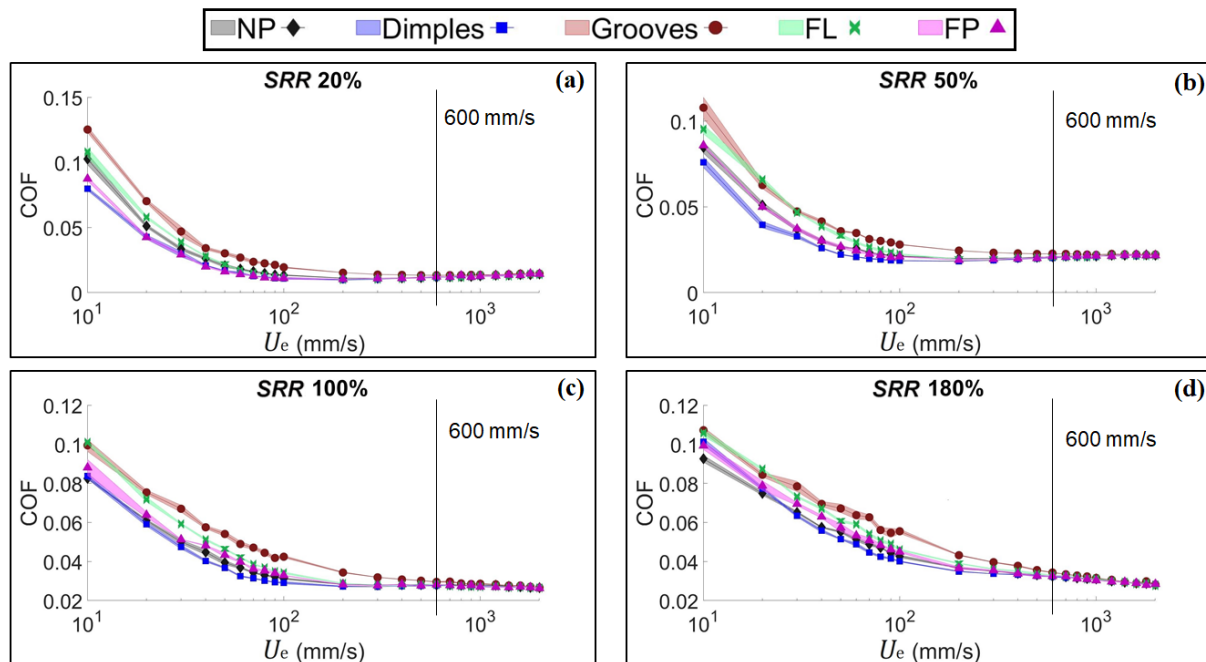 NP Dimples Grooves FL FP
SRR 20% (a)
600 mm/s
COF
0.15
0.1
0.05
0
10¹ 10² 10³
Uₑ (mm/s)
SRR 50% (b)
600 mm/s
COF
0.1
0.05
0
10¹ 10² 10³
Uₑ (mm/s)
SRR 100% (c)
600 mm/s
COF
0.12
0.1
0.08
0.06
0.04
0.02
10¹ 10² 10³
Uₑ (mm/s)
SRR 180% (d)
600 mm/s
COF
0.12
0.1
0.08
0.06
0.04
0.02
10¹ 10² 10³
Uₑ (mm/s)